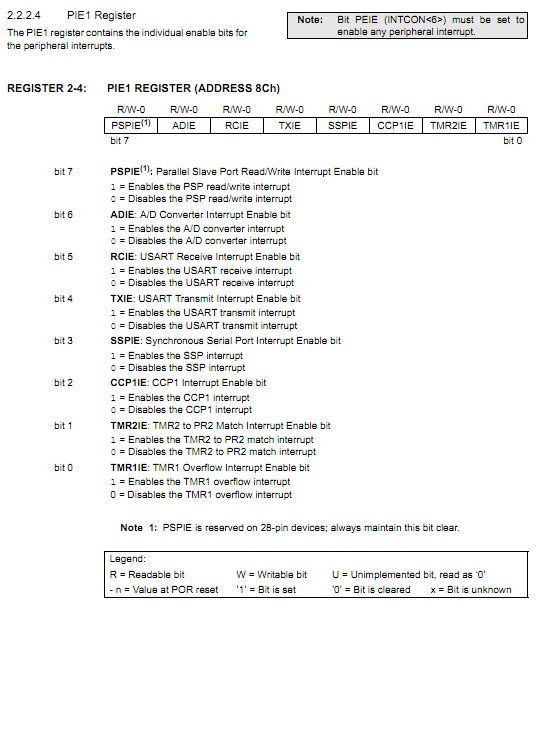 2.2.2.4 PIE1 Register
The PIE1 register contains the individual enable bits for
the peripheral interrupts.
Note: Bit PEIE (INTCON<6>) must be set to
enable any peripheral interrupt.
REGISTER 2-4: PIE1 REGISTER (ADDRESS 8Ch)
R/W-0 R/W-0 R/W-0 R/W-0 R/W-0 R/W-0 R/W-0 R/W-0
PSPIE(1) ADIE RCIE TXIE SSPIE CCP1IE TMR2IE TMR1IE
bit 7 bit 0
bit 7 PSPIE(1): Parallel Slave Port Read/Write Interrupt Enable bit
1 = Enables the PSP read/write interrupt
0 = Disables the PSP read/write interrupt
bit 6 ADIE: A/D Converter Interrupt Enable bit
1 = Enables the A/D converter interrupt
0 = Disables the A/D converter interrupt
bit 5 RCIE: USART Receive Interrupt Enable bit
1 = Enables the USART receive interrupt
0 = Disables the USART receive interrupt
bit 4 TXIE: USART Transmit Interrupt Enable bit
1 = Enables the USART transmit interrupt
0 = Disables the USART transmit interrupt
bit 3 SSPIE: Synchronous Serial Port Interrupt Enable bit
1 = Enables the SSP interrupt
0 = Disables the SSP interrupt
bit 2 CCP1IE: CCP1 Interrupt Enable bit
1 = Enables the CCP1 interrupt
0 = Disables the CCP1 interrupt
bit 1 TMR2IE: TMR2 to PR2 Match Interrupt Enable bit
1 = Enables the TMR2 to PR2 match interrupt
0 = Disables the TMR2 to PR2 match interrupt
bit 0 TMR1IE: TMR1 Overflow Interrupt Enable bit
1 = Enables the TMR1 overflow interrupt
0 = Disables the TMR1 overflow interrupt
Note 1: PSPIE is reserved on 28-pin devices; always maintain this bit clear.
Legend:
R = Readable bit W = Writable bit U = Unimplemented bit, read as '0'
- n = Value at POR reset '1' = Bit is set '0' = Bit is cleared x = Bit is unknown